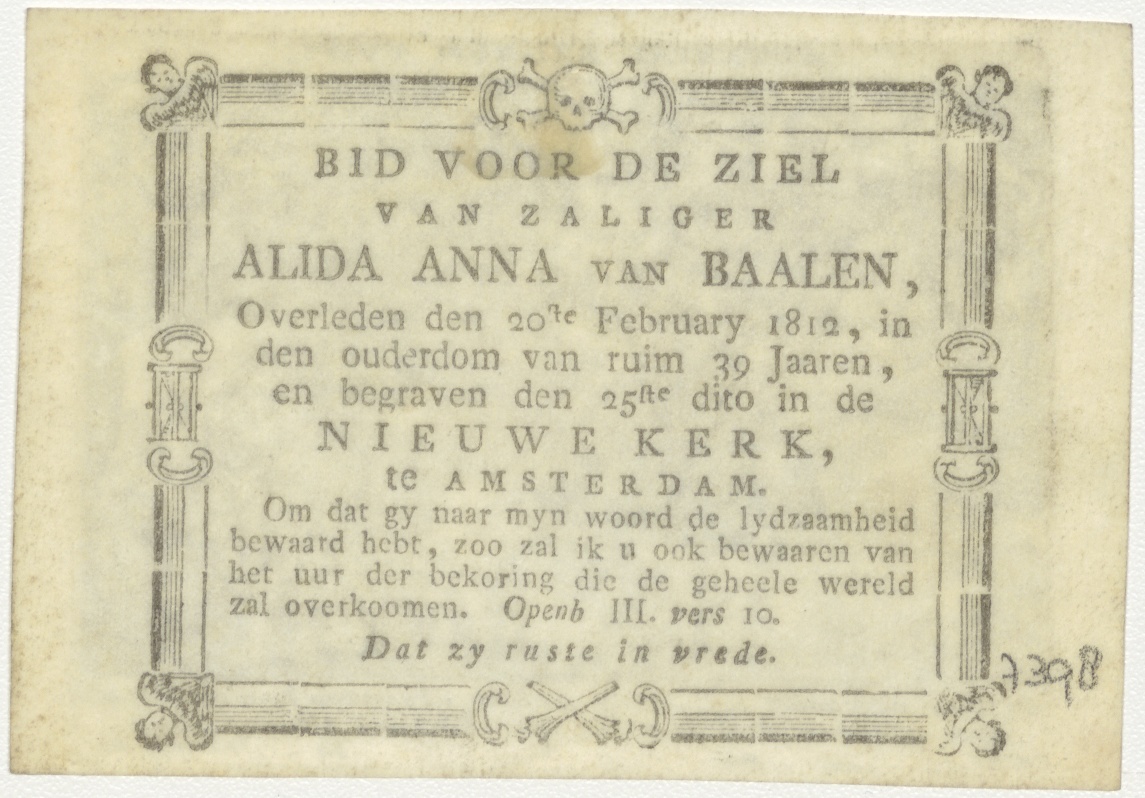 BID VOOR DE ZIEL
VAN ZALIGER
ALIDA ANNA VAN BAALEN,
Overleden den 20ste February 1812, in
den ouderdom van ruim 39 Jaaren,
en begraven den 25ste dito in de
NIEUWE KERK,
te AMSTERDAM.
Om dat gy naar myn woord de lydzaamheid
bewaard hebt, zoo zal ik u ook bewaaren van
het uur der bekoring die de geheele wereld
zal overkoomen. Openb III. vers 10.
Dat zy ruste in vrede.
7398